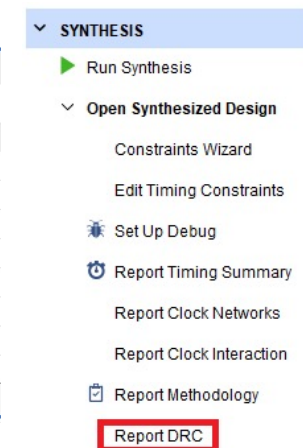 SYNTHESIS
Run Synthesis
Open Synthesized Design
Constraints Wizard
Edit Timing Constraints
Set Up Debug
Report Timing Summary
Report Clock Networks
Report Clock Interaction
Report Methodology
Report DRC